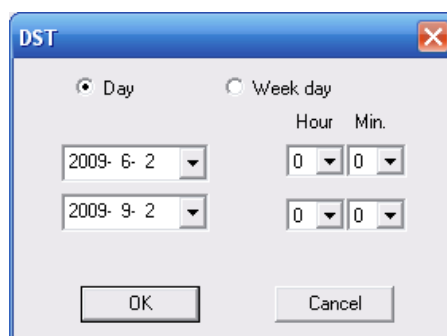 DST
Day Week day
Hour Min.
2009- 6- 2 0 0
2009- 9- 2 0 0
OK Cancel